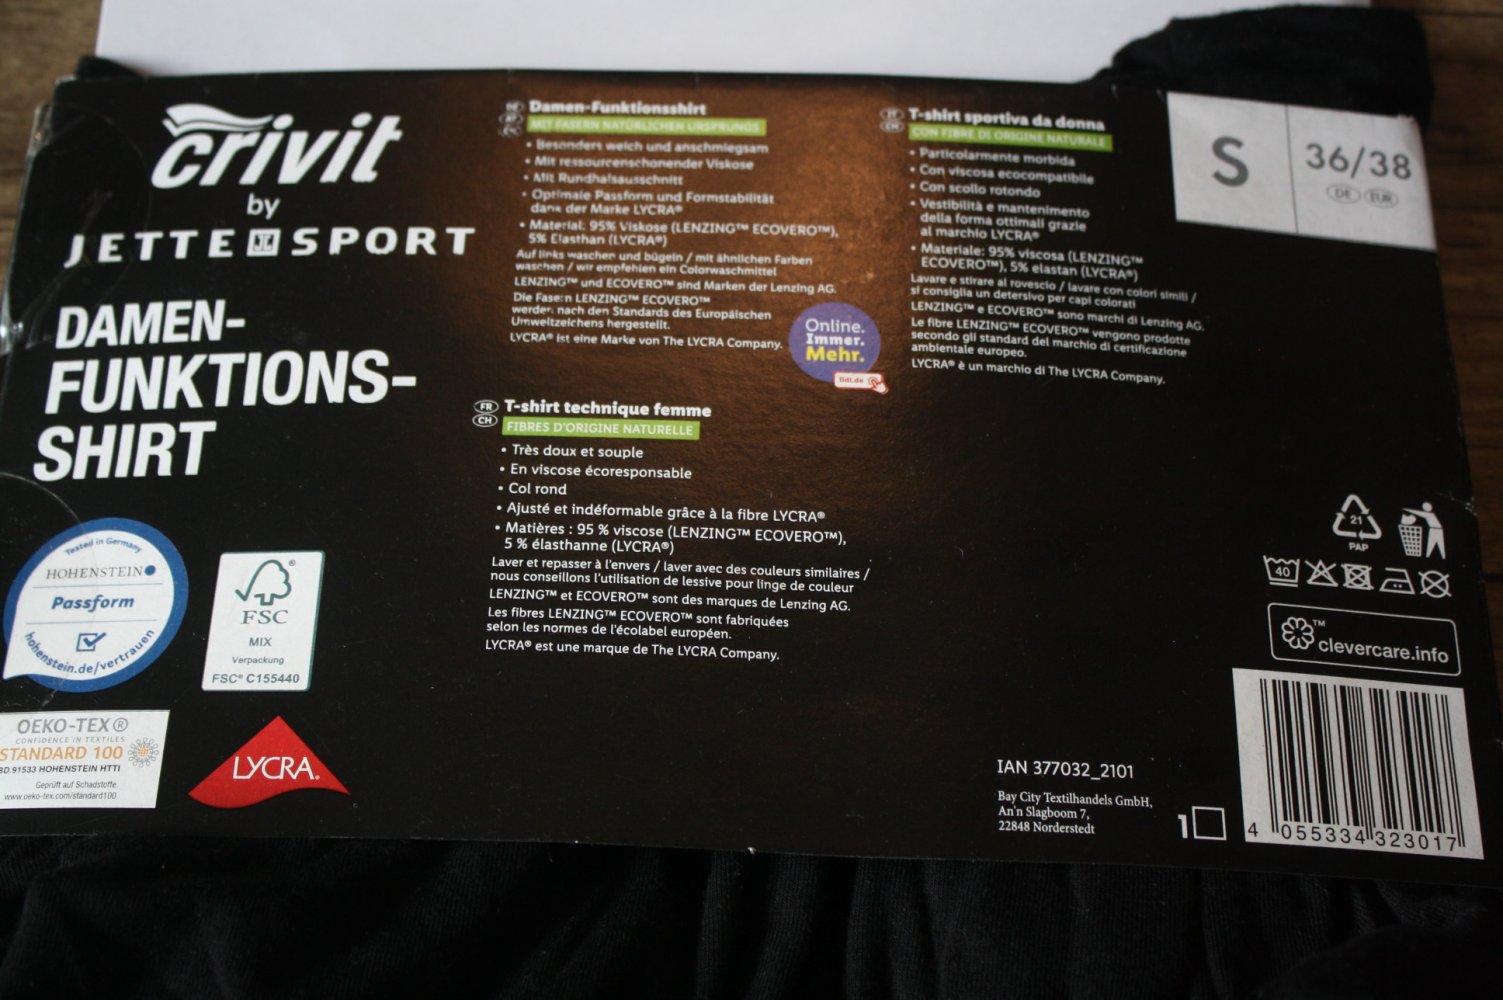 crivit
by
JETTE SPORT
DAMEN-
FUNKTIONS-
SHIRT
Tested in Germany
HOHENSTEIN
Passform
hohenstein.de/vertrauen
FSC®
MIX
Verpackung
FSC® C155440
OEKO-TEX®
CONFIDENCE IN TEXTILES
STANDARD 100
HOHENSTEIN HTTI
Geprüft auf Schadstoffe.
www.oeko-tex.com/standard100
LYCRA®
DE
AT
CH
Damen-Funktionsshirt
MIT FASERN NATÜRLICHEN URSPRUNGS
• Besonders weich und anschmiegsam
• Mit ressourcenschonender Viskose
• Mit Rundhalsausschnitt
• Optimale Passform und Formstabilität
dank der Marke LYCRA®
• Material: 95% Viskose (LENZING™ ECOVERO™),
5% Elasthan (LYCRA®)
Auf links waschen und bügeln / mit ähnlichen Farben
waschen / wir empfehlen ein Colorwaschmittel
LENZING™ und ECOVERO™ sind Marken der Lenzing AG.
Die Fasern LENZING™ ECOVERO™
werden nach den Standards des Europäischen
Umweltzeichens hergestellt.
LYCRA® ist eine Marke von The LYCRA Company.
Online.
Immer.
Mehr.
lidl.de
FR
CH
T-shirt technique femme
FIBRES D'ORIGINE NATURELLE
• Très doux et souple
• En viscose écoresponsable
• Col rond
• Ajusté et indéformable grâce à la fibre LYCRA®
• Matières : 95 % viscose (LENZING™ ECOVERO™),
5 % élasthanne (LYCRA®)
Laver et repasser à l'envers / laver avec des couleurs similaires /
nous conseillons l'utilisation de lessive pour linge de couleur
LENZING™ et ECOVERO™ sont des marques de Lenzing AG.
Les fibres LENZING™ ECOVERO™ sont fabriquées
selon les normes de l'écolabel européen.
LYCRA® est une marque de The LYCRA Company.
IT
CH
T-shirt sportiva da donna
CON FIBRE DI ORIGINE NATURALE
• Particolarmente morbida
• Con viscosa ecocompatibile
• Con scollo rotondo
• Vestibilità e mantenimento
della forma ottimali grazie
al marchio LYCRA®
• Materiale: 95% viscosa (LENZING™
ECOVERO™), 5% elastan (LYCRA®)
Lavare e stirare al rovescio / lavare con colori simili /
si consiglia un detersivo per capi colorati
LENZING™ e ECOVERO™ sono marchi di Lenzing AG.
Le fibre LENZING™ ECOVERO™ vengono prodotte
secondo gli standard del marchio di certificazione
ambientale europeo.
LYCRA® è un marchio di The LYCRA Company.
S
36/38
DE EUR
21
PAP
40
™
clevercare.info
IAN 377032_2101
Bay City Textilhandels GmbH,
An'n Slagboom 7,
22848 Norderstedt
1
4 055334 323017